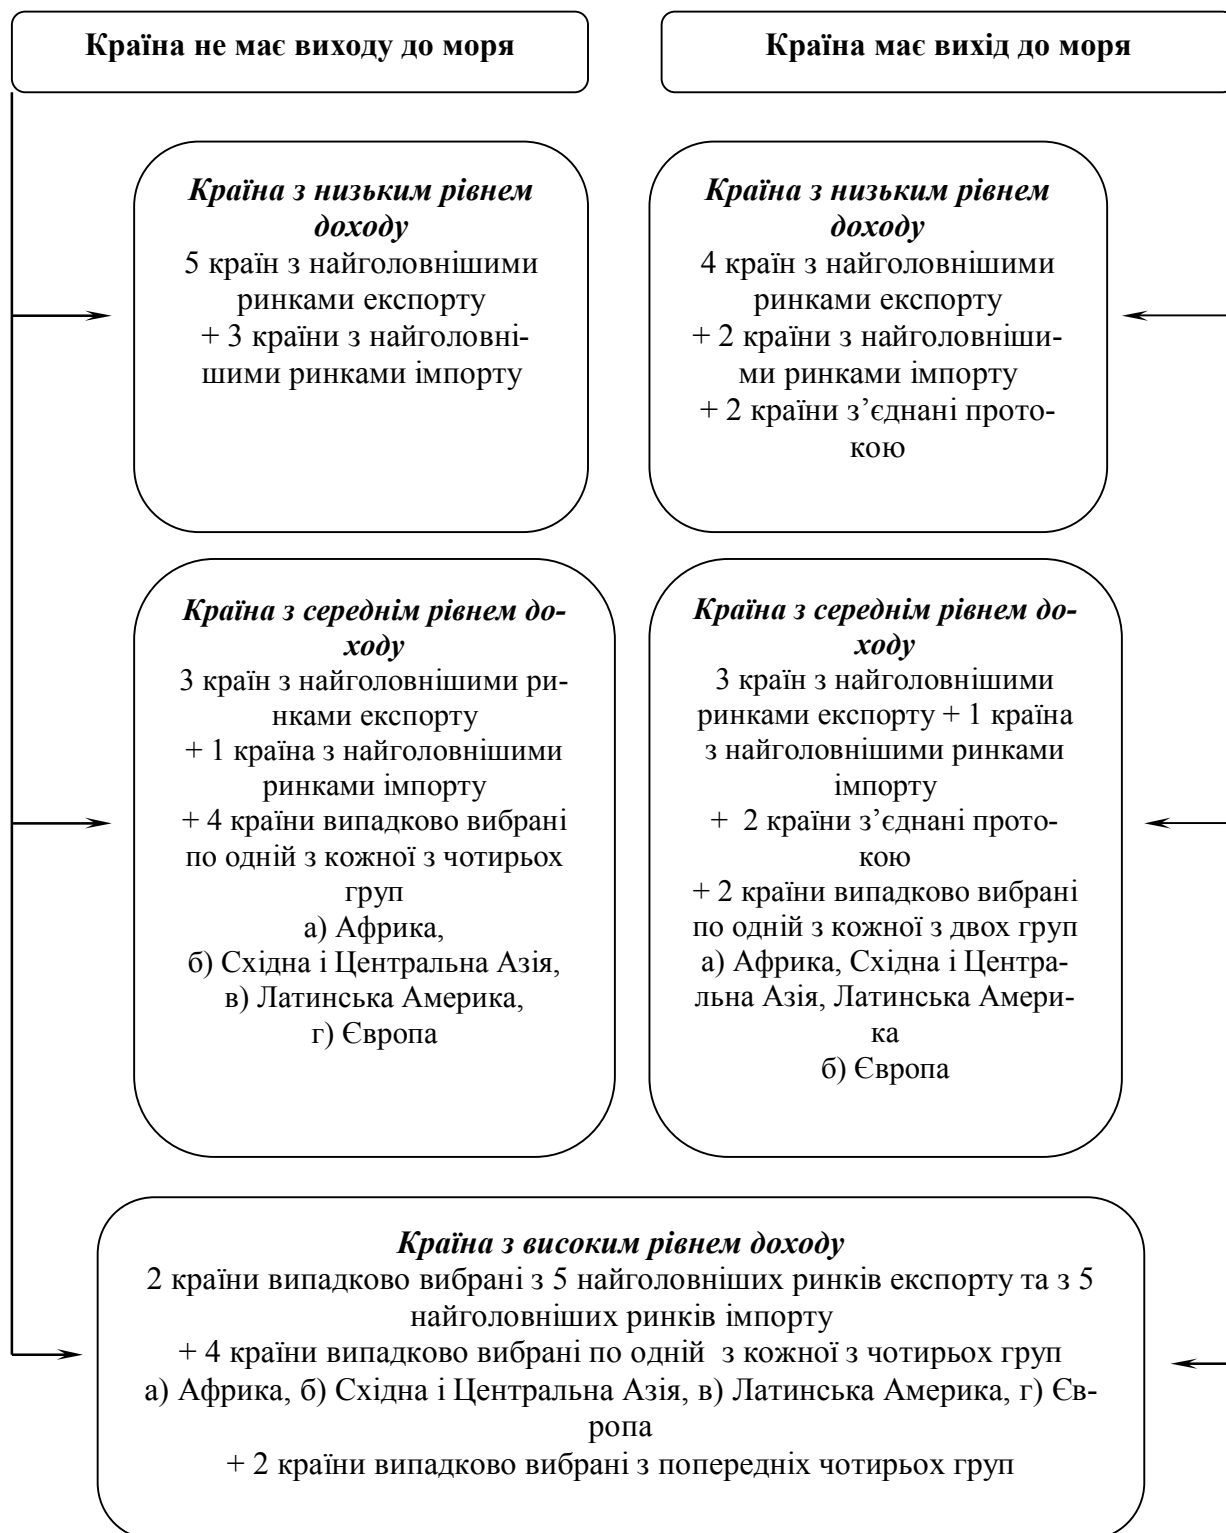 Країна не має виходу до моря
Країна має вихід до моря
Країна з низьким рівнем
доходу
5 країн з найголовнішими
ринками експорту
+ 3 країни з найголовні-
шими ринками імпорту
Країна з низьким рівнем
доходу
4 країн з найголовнішими
ринками експорту
+ 2 країни з найголовніши-
ми ринками імпорту
+ 2 країни з’єднані прото-
кою
Країна з середнім рівнем до-
ходу
3 країн з найголовнішими ри-
нками експорту
+ 1 країна з найголовнішими
ринками імпорту
+ 4 країни випадково вибрані
по одній з кожної з чотирьох
груп
а) Африка,
б) Східна і Центральна Азія,
в) Латинська Америка,
г) Європа
Країна з середнім рівнем до-
ходу
3 країн з найголовнішими
ринками експорту + 1 країна
з найголовнішими ринками
імпорту
+ 2 країни з’єднані прото-
кою
+ 2 країни випадково вибрані
по одній з кожної з двох груп
а) Африка, Східна і Центра-
льна Азія, Латинська Амери-
ка
б) Європа
Країна з високим рівнем доходу
2 країни випадково вибрані з 5 найголовніших ринків експорту та з 5
найголовніших ринків імпорту
+ 4 країни випадково вибрані по одній з кожної з чотирьох груп
а) Африка, б) Східна і Центральна Азія, в) Латинська Америка, г) Єв-
ропа
+ 2 країни випадково вибрані з попередніх чотирьох груп